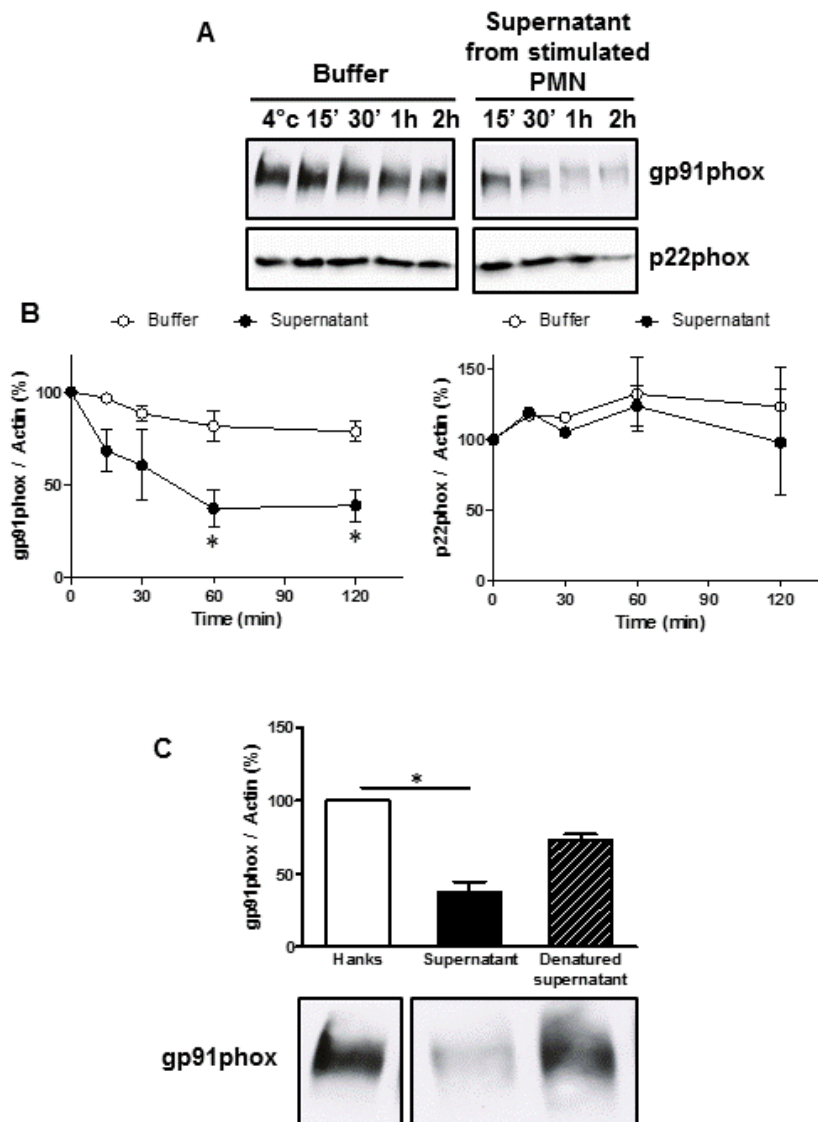 A
Buffer
Supernatant
from stimulated
PMN
4°c 15’ 30’ 1h 2h
15’ 30’ 1h 2h
gp91phox
p22phox
B
Buffer Supernatant
gp91phox / Actin (%)
100
50
0
0 30 60 90 120
Time (min)
*
*
Buffer Supernatant
p22phox / Actin (%)
150
100
50
0
0 30 60 90 120
Time (min)
C
gp91phox / Actin (%)
150
100
50
0
*
Hanks Supernatant Denatured
supernatant
gp91phox